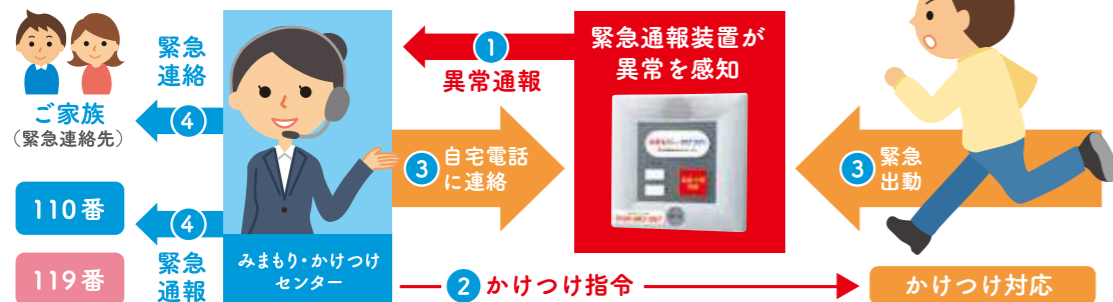 緊急
連絡
④
ご家族
(緊急連絡先)
110番
119番
④
緊急
通報
みまもり・かけつけ
センター
①
異常通報
緊急通報装置が
異常を感知
③ 自宅電話
に連絡
③ 緊急
出動
② かけつけ指令
かけつけ対応